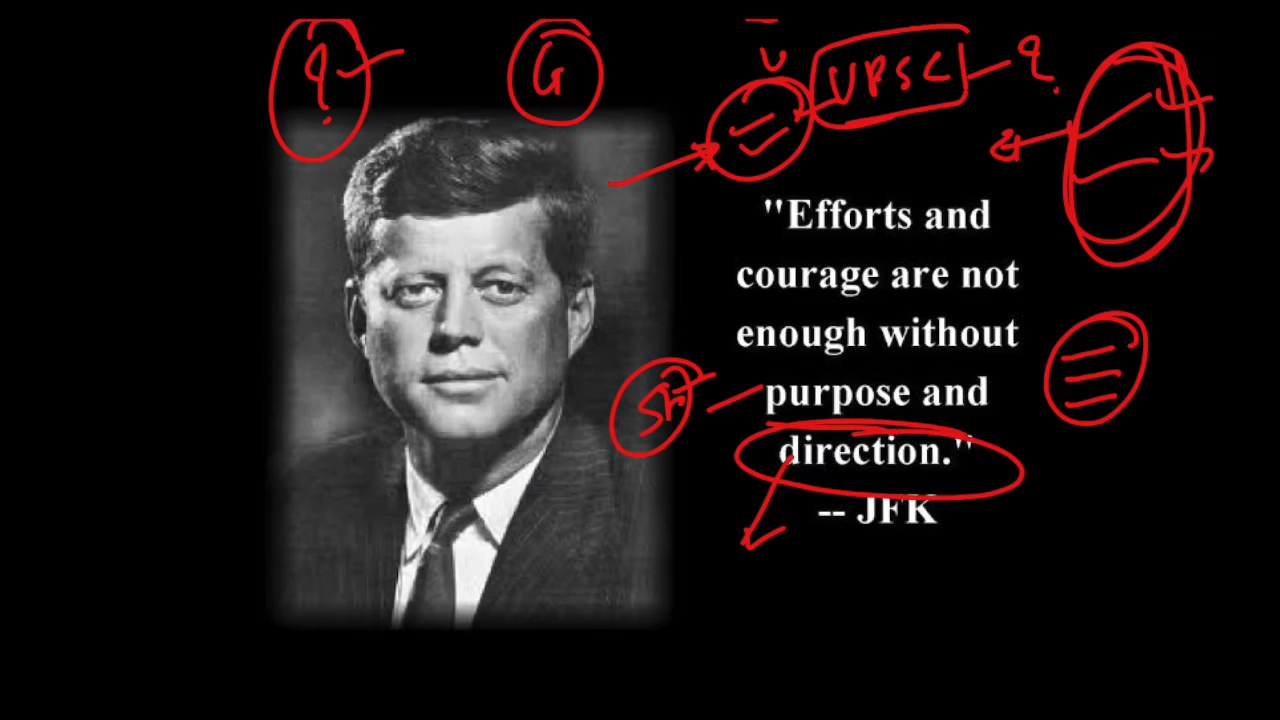 ?
G
UPSC - ?
"Efforts and
courage are not
enough without
purpose and
direction."
-- JFK